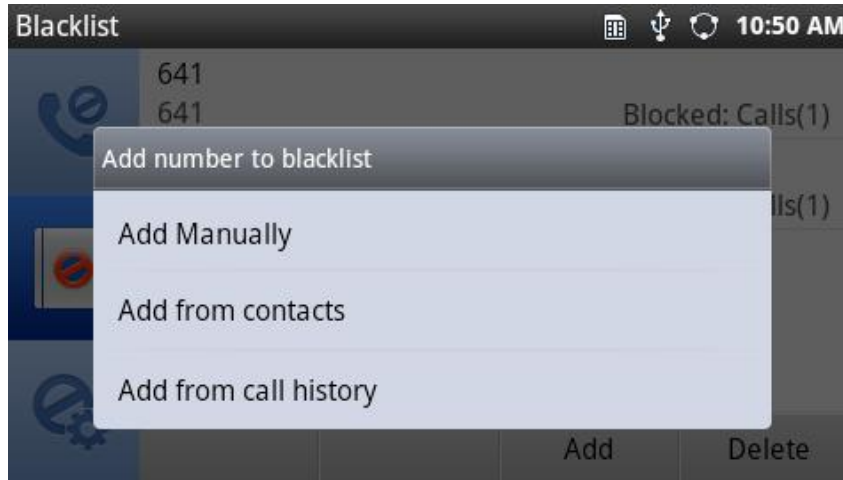 Blacklist 10:50 AM
641
641 Blocked: Calls(1)
Add number to blacklist
lls(1)
Add Manually
Add from contacts
Add from call history
Add Delete